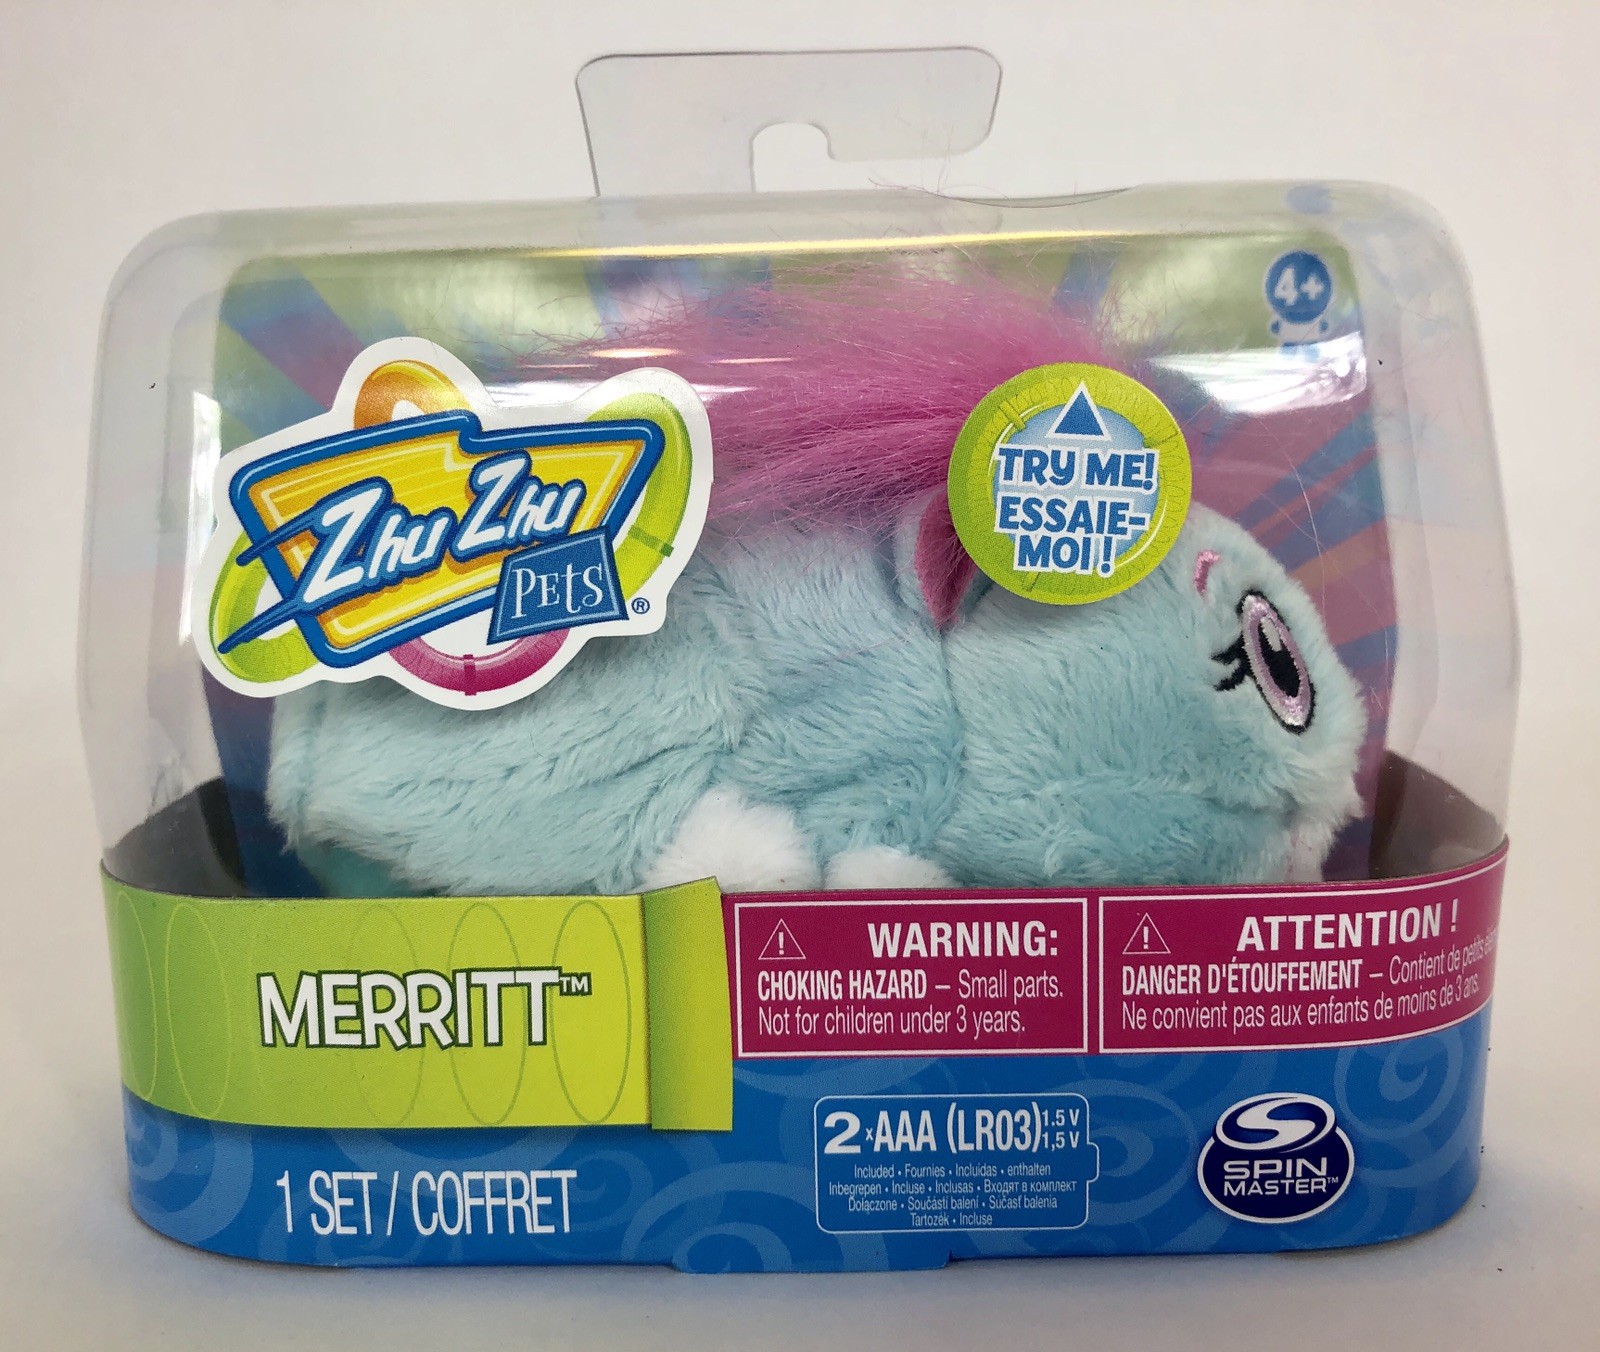 4+
Zhu Zhu
PEtS®
TRY ME!
ESSAIE-
MOI !
MERRITT™
1 SET / COFFRET
WARNING:
CHOKING HAZARD – Small parts.
Not for children under 3 years.
ATTENTION !
DANGER D'ÉTOUFFEMENT – Contient de petits
Ne convient pas aux enfants de moins de 3 ans.
2 x AAA (LR03) 1.5 V
1,5 V
Included • Fournies • Incluidas • enthalten
Inbegrepen • Incluse • Inclusas • Входят в комплект
Dołączone • Součásti balení • Súčasť balenia
Tartozék • Incluse
SPIN
MASTER™